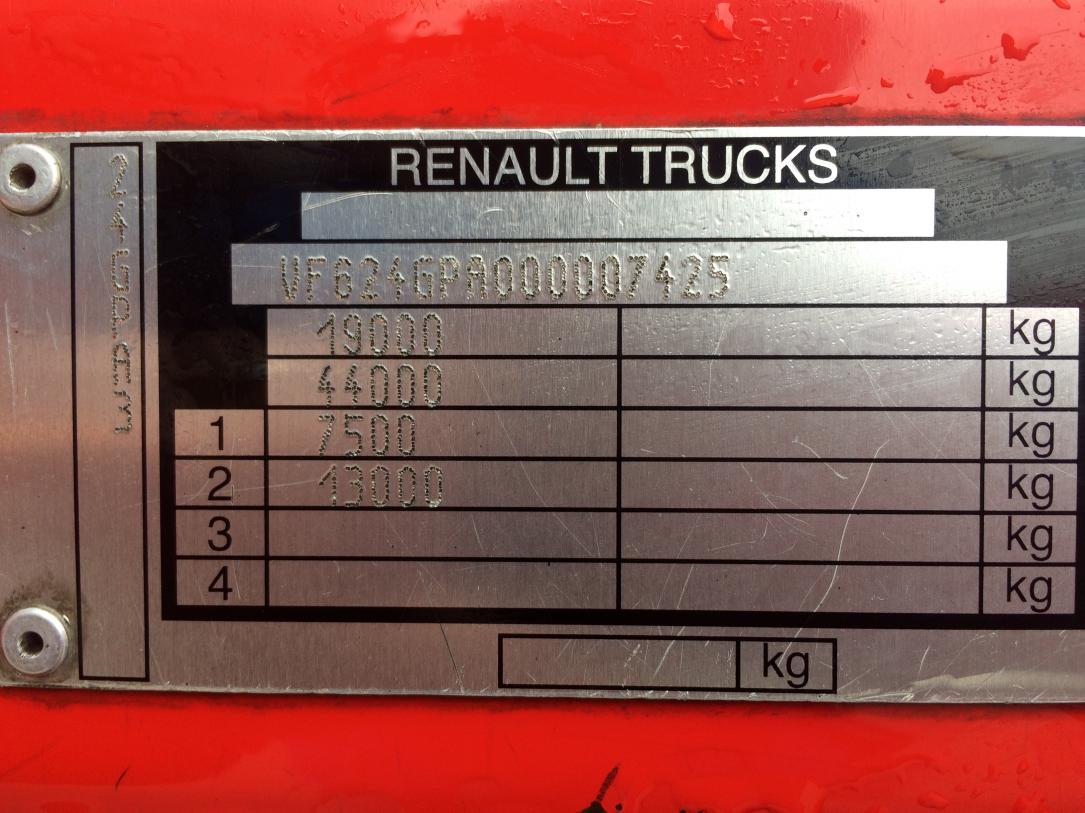 RENAULT TRUCKS
VF624GPA000007425
19000 kg
44000 kg
1 7500 kg
2 13000 kg
3 kg
4 kg
kg